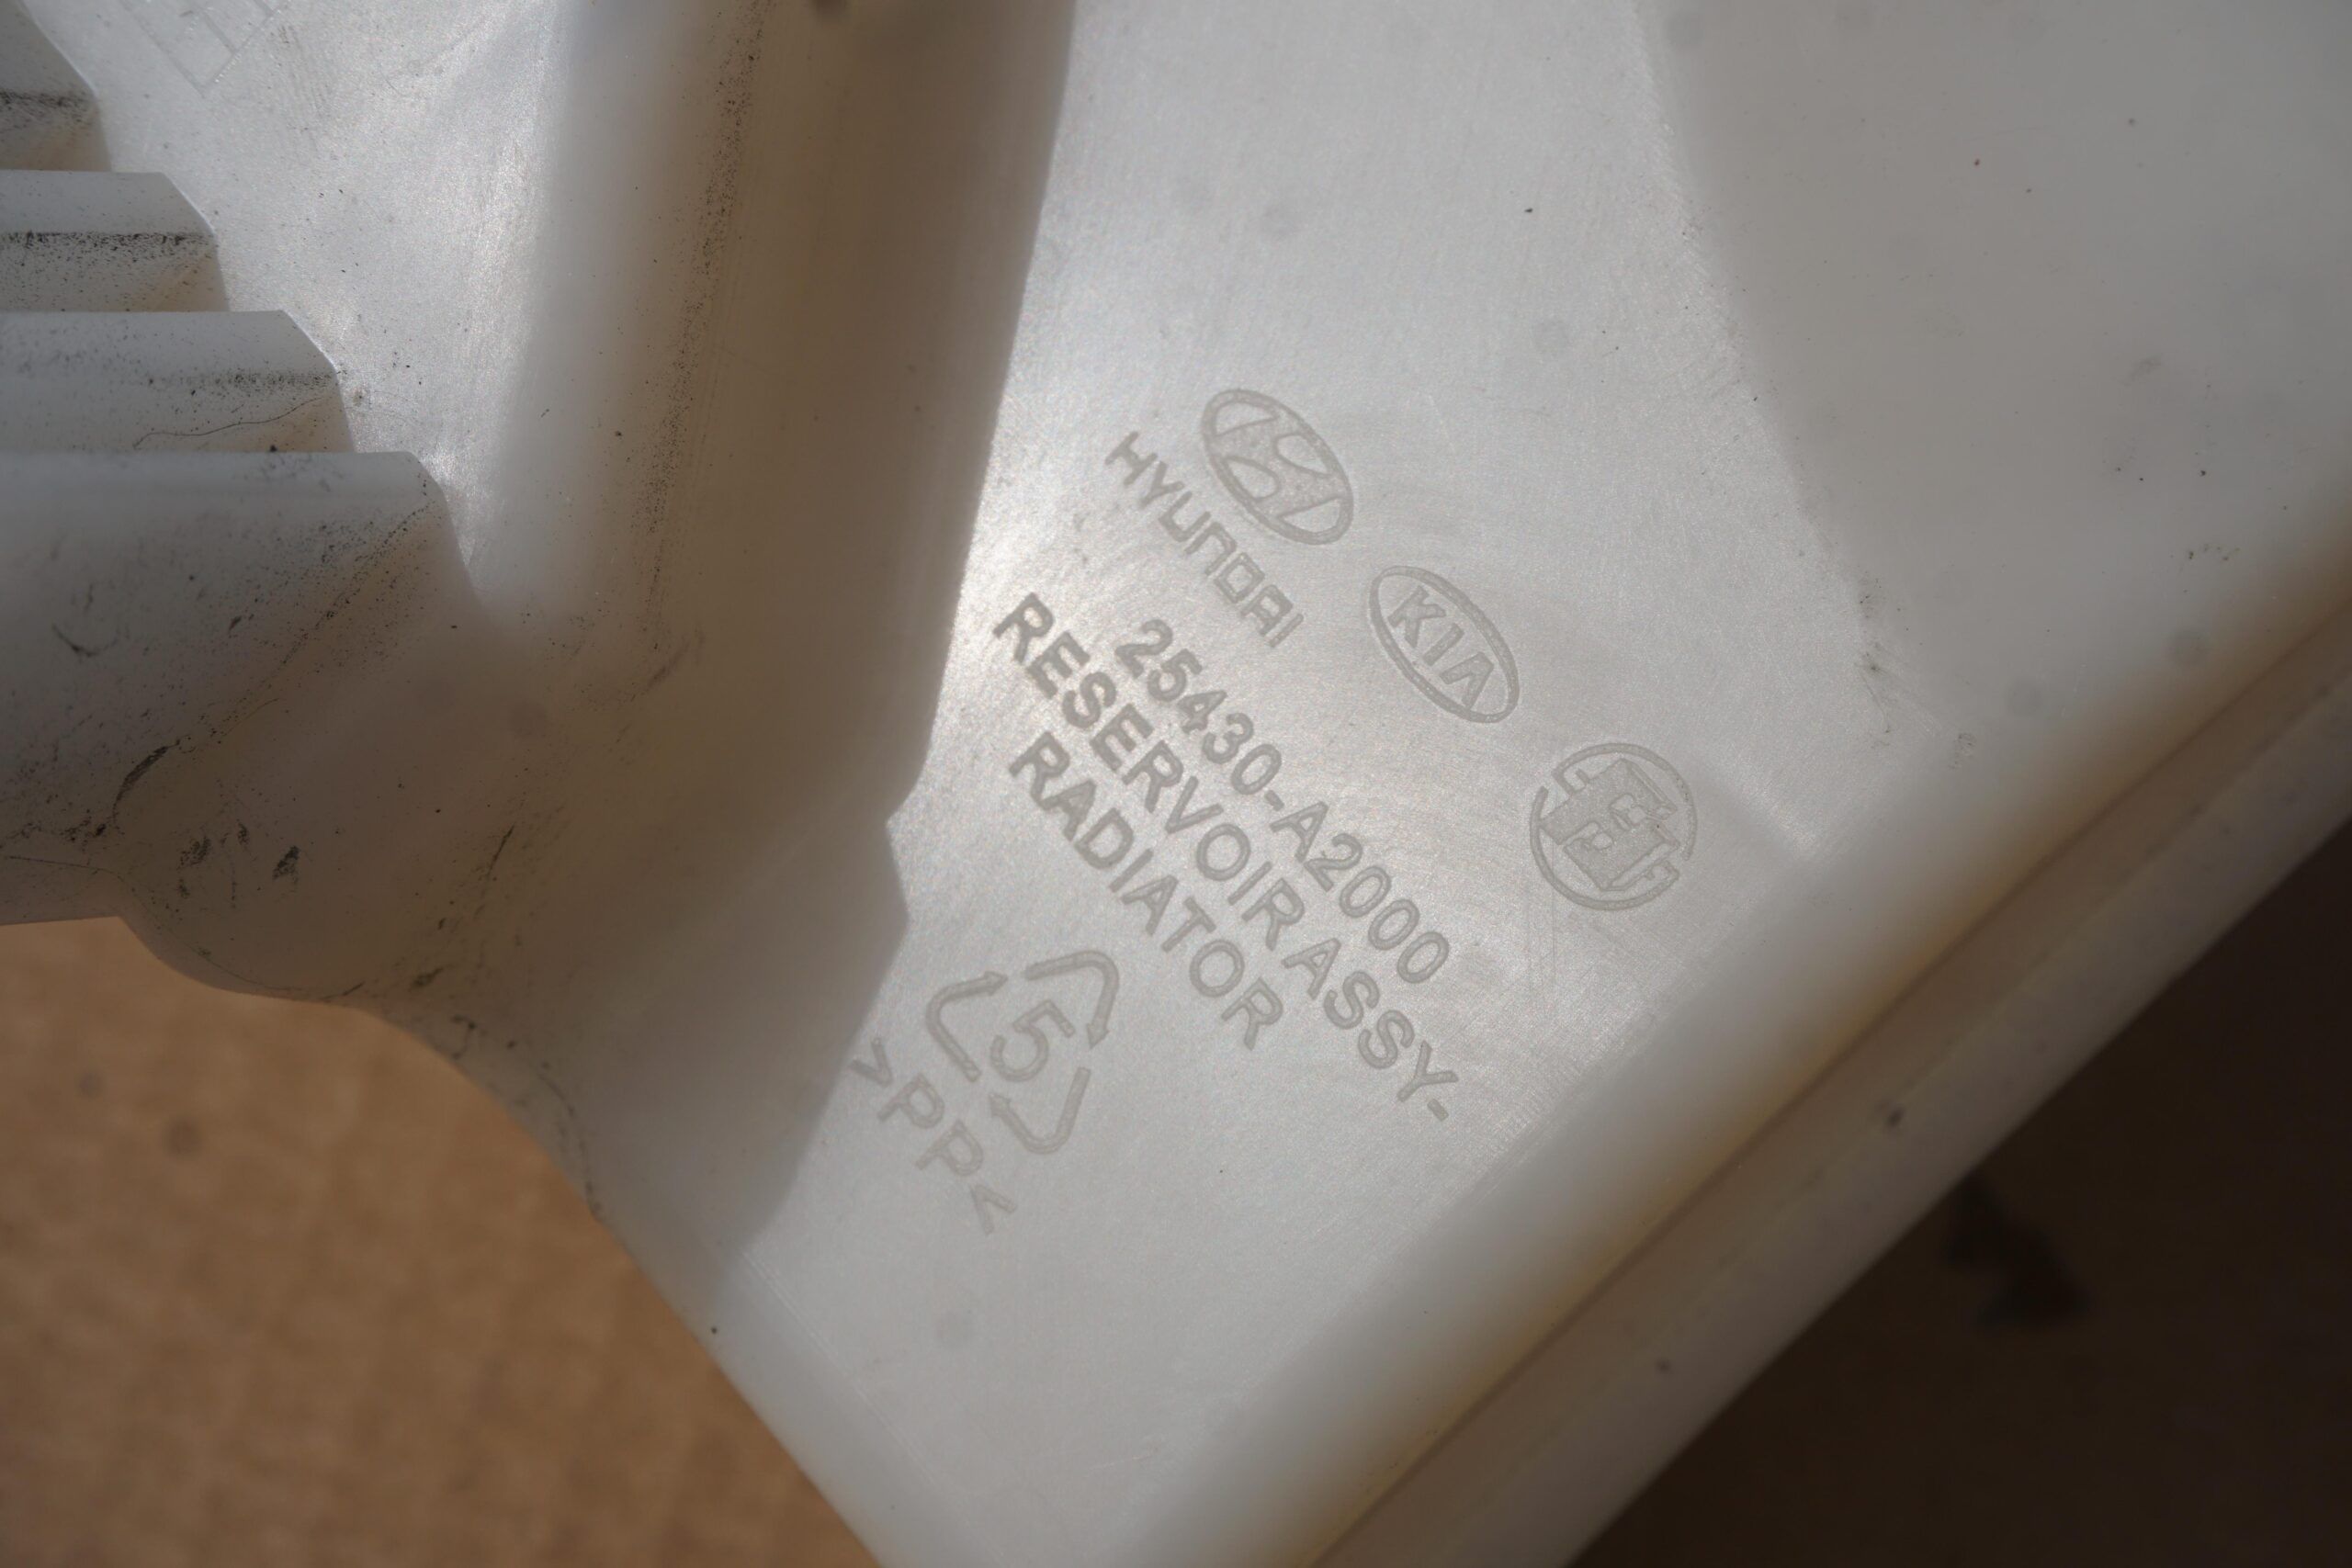 HYUNDAI
KIA
25430-A2000
RESERVOIR ASSY-
RADIATOR
5
>PP<